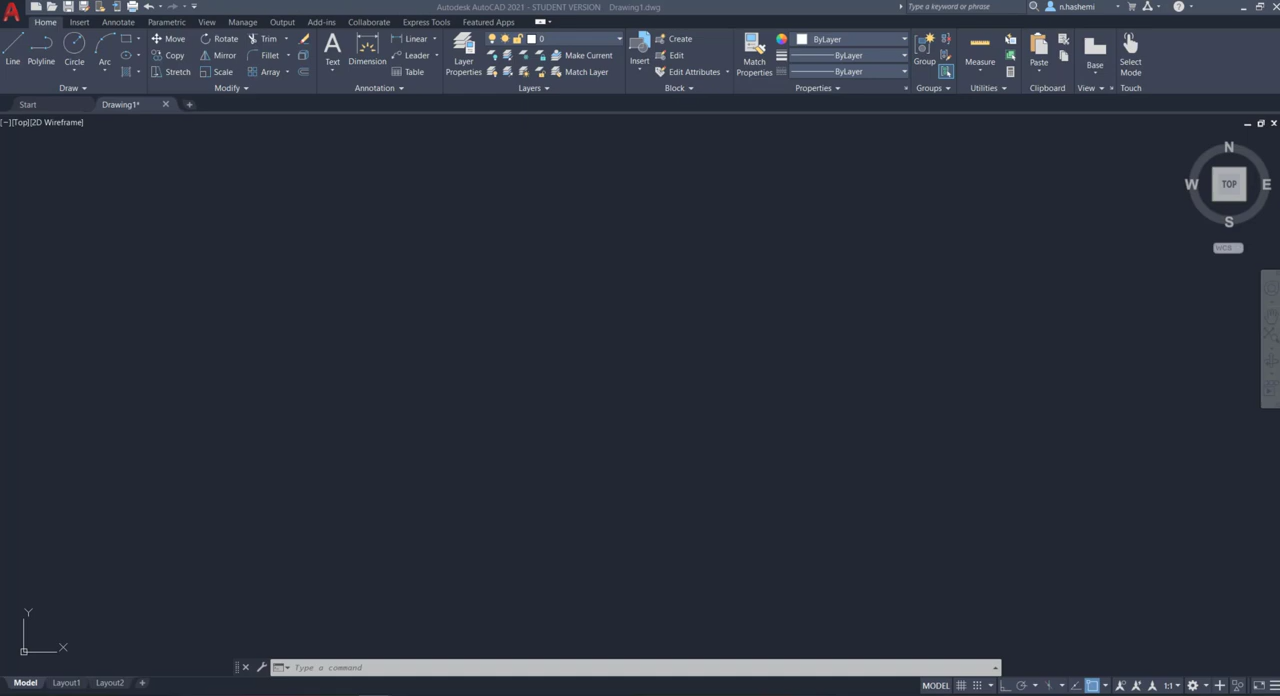 Autodesk AutoCAD 2021 - STUDENT VERSION Drawing1.dwg
Type a keyword or phrase
n.hashemi
Home Insert Annotate Parametric View Manage Output Add-ins Collaborate Express Tools Featured Apps
Line Polyline Circle Arc
Move Rotate Trim
Copy Mirror Fillet
Stretch Scale Array
Text Dimension
Linear
Leader
Table
Layer
Properties
0
Make Current
Match Layer
Insert
Create
Edit
Edit Attributes
Match
Properties
ByLayer
ByLayer
ByLayer
Group
Measure
Paste
Base
Select
Mode
Draw Modify Annotation Layers Block Properties Groups Utilities Clipboard View Touch
Start Drawing1*
[−][Top][2D Wireframe]
N
W TOP E
S
WCS
Y
X
Type a command
Model Layout1 Layout2
MODEL 1:1